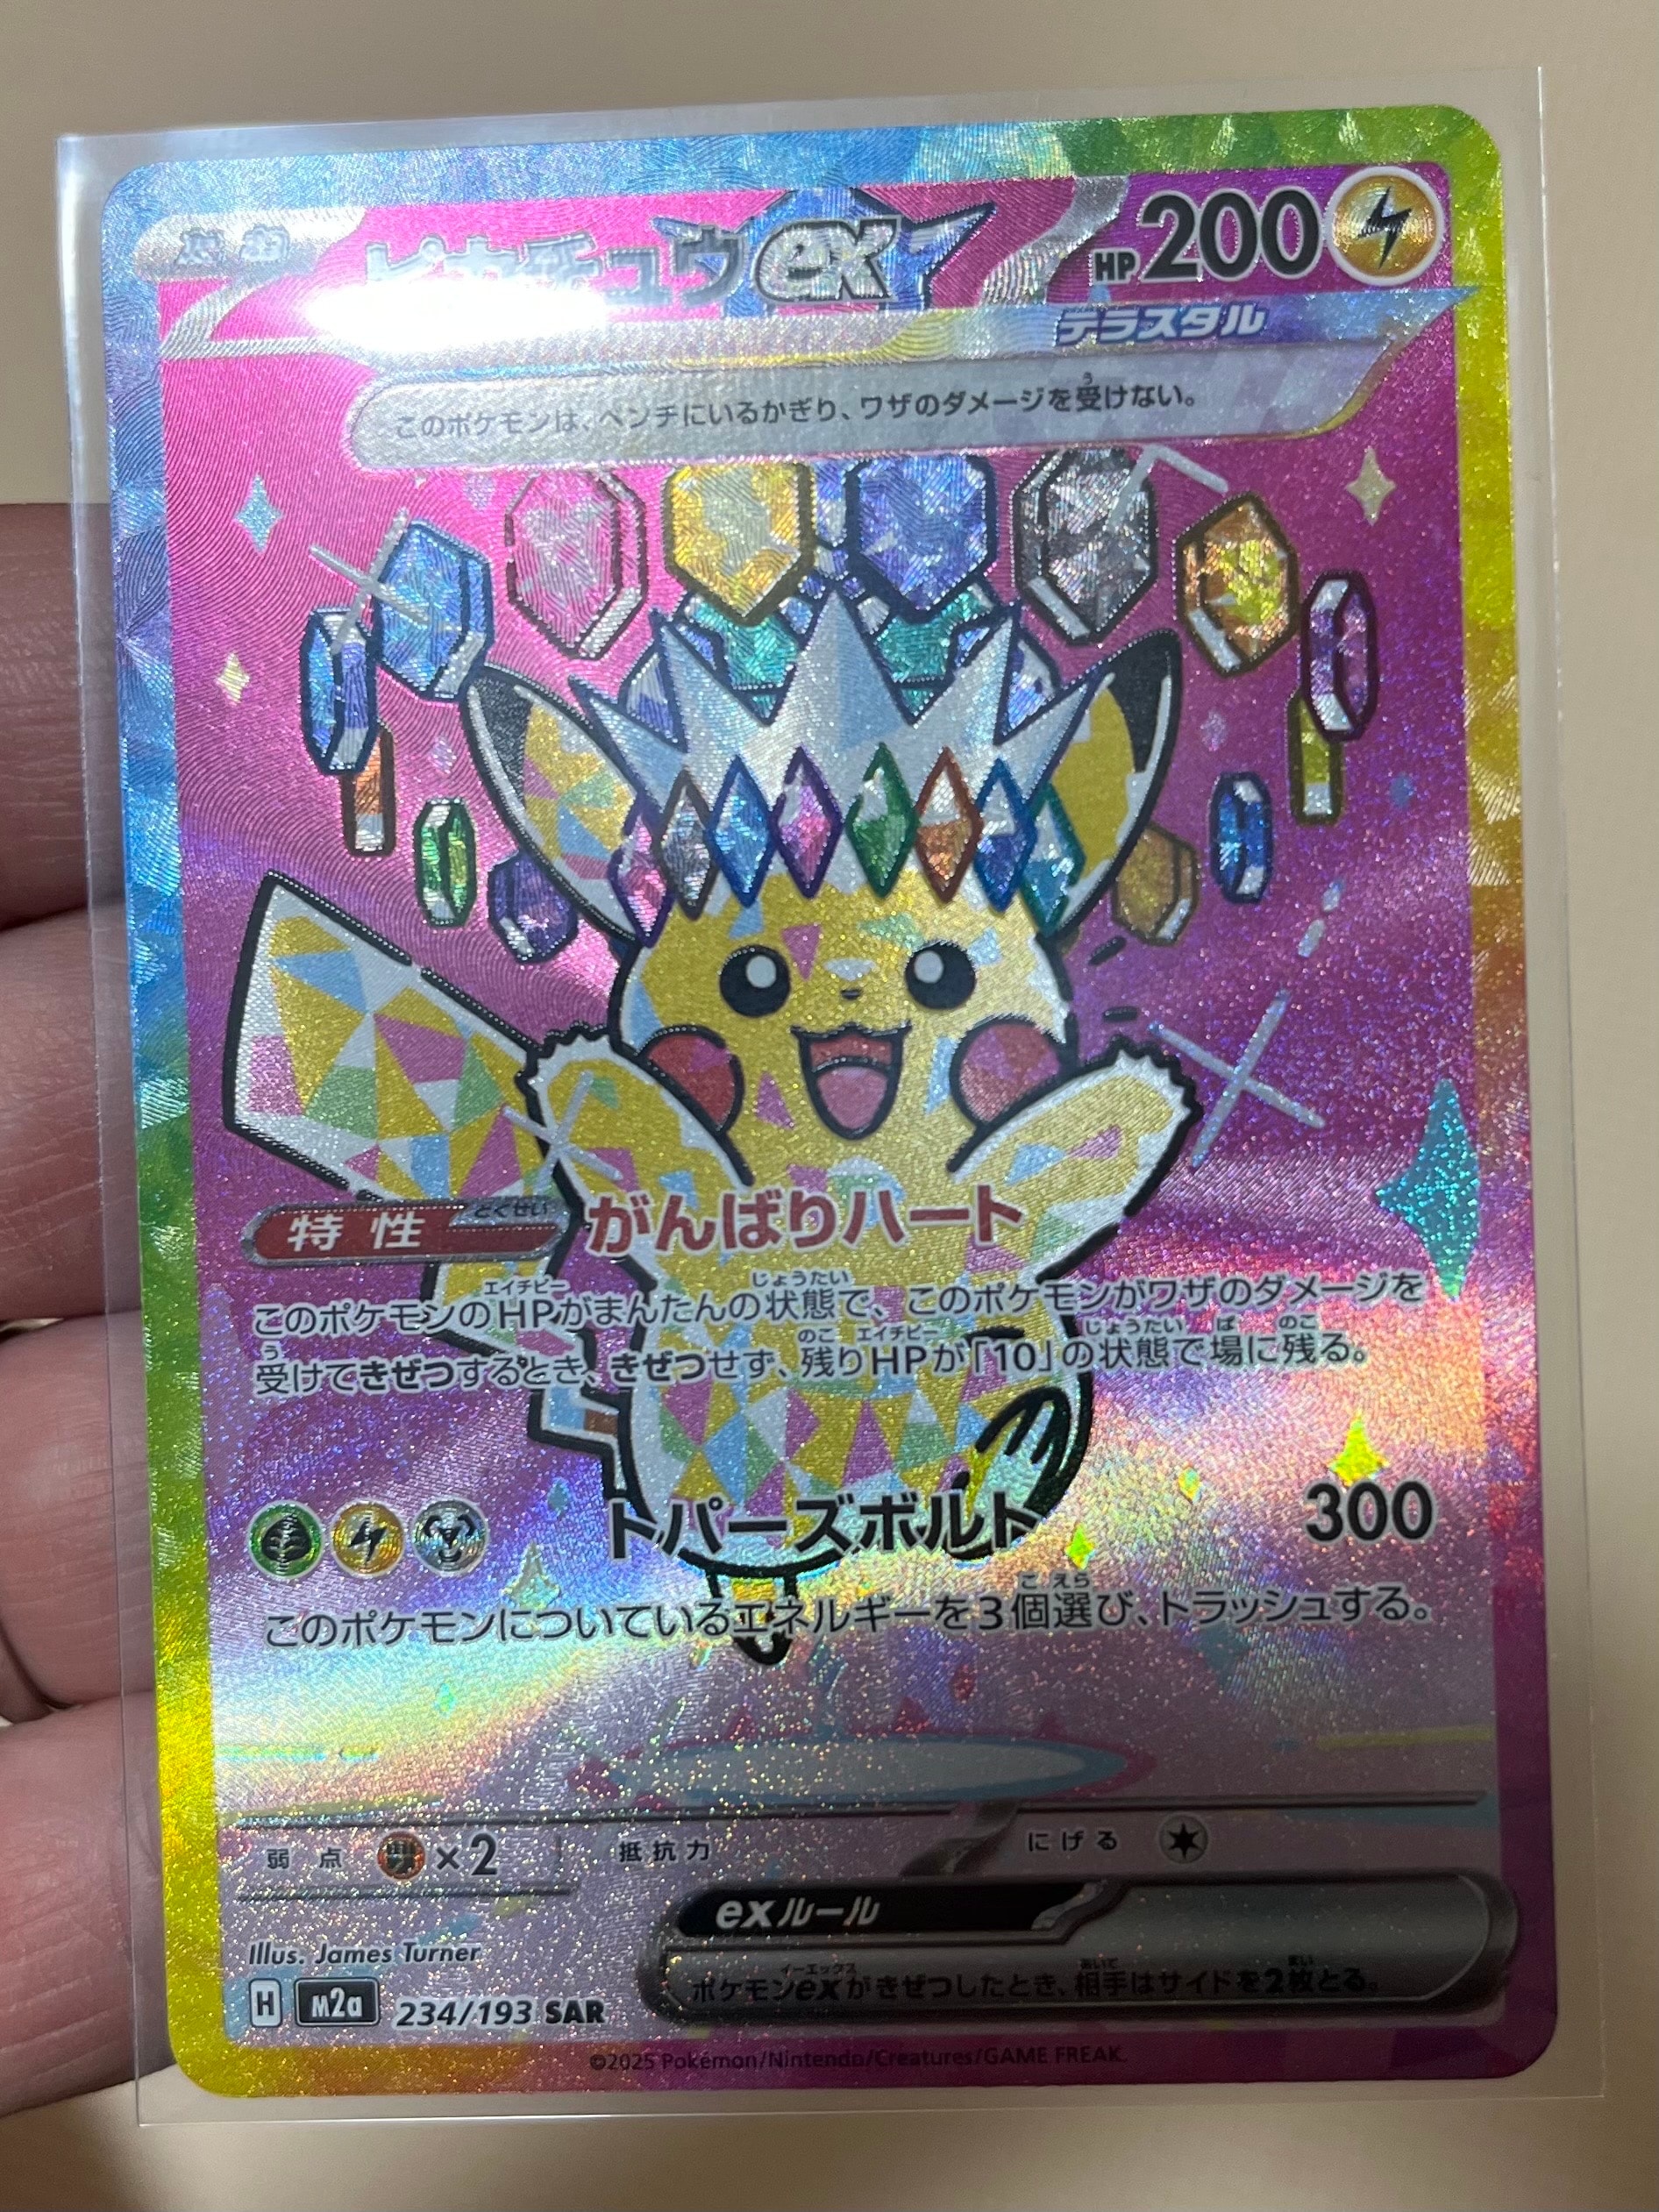 たね
ピカチュウex
HP200
テラスタル
このポケモンは、ベンチにいるかぎり、ワザのダメージを受けない。
う
特性
とくせい
がんばりハート
エイチピー じょうたい
このポケモンのHPがまんたんの状態で、このポケモンがワザのダメージを
う のこ エイチピー じょうたい ば のこ
受けてきぜつするとき、きぜつせず、残りHPが「10」の状態で場に残る。
トパーズボルト 300
こ えら
このポケモンについているエネルギーを3個選び、トラッシュする。
弱点 ×2 抵抗力 にげる
exルール
イーエックス あいて まい
ポケモンexがきぜつしたとき、相手はサイドを2枚とる。
Illus. James Turner
H M2a 234/193 SAR
©2025 Pokémon/Nintendo/Creatures/GAME FREAK.